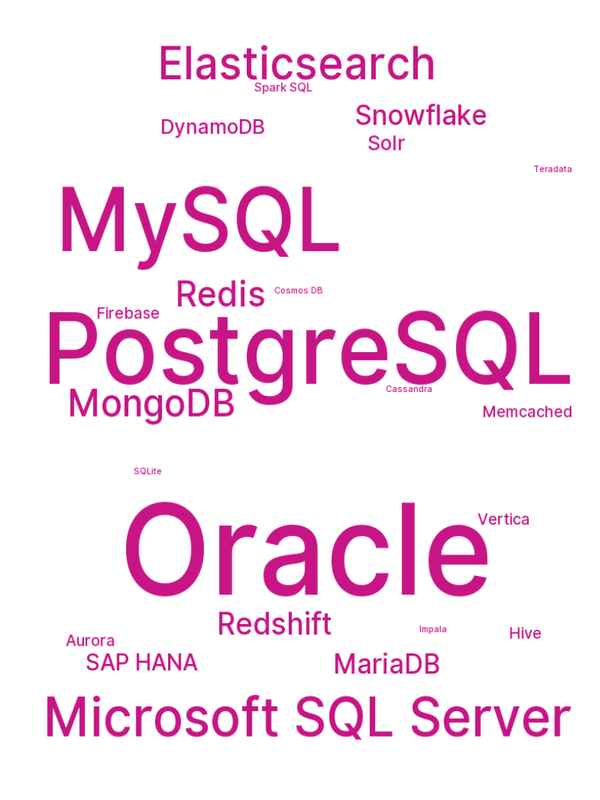 Elasticsearch
Spark SQL
Snowflake
DynamoDB
Solr
Teradata
MySQL
Redis
Cosmos DB
Firebase
PostgreSQL
Cassandra
MongoDB
Memcached
SQLite
Vertica
Oracle
Redshift
Impala
Hive
Aurora
SAP HANA
MariaDB
Microsoft SQL Server